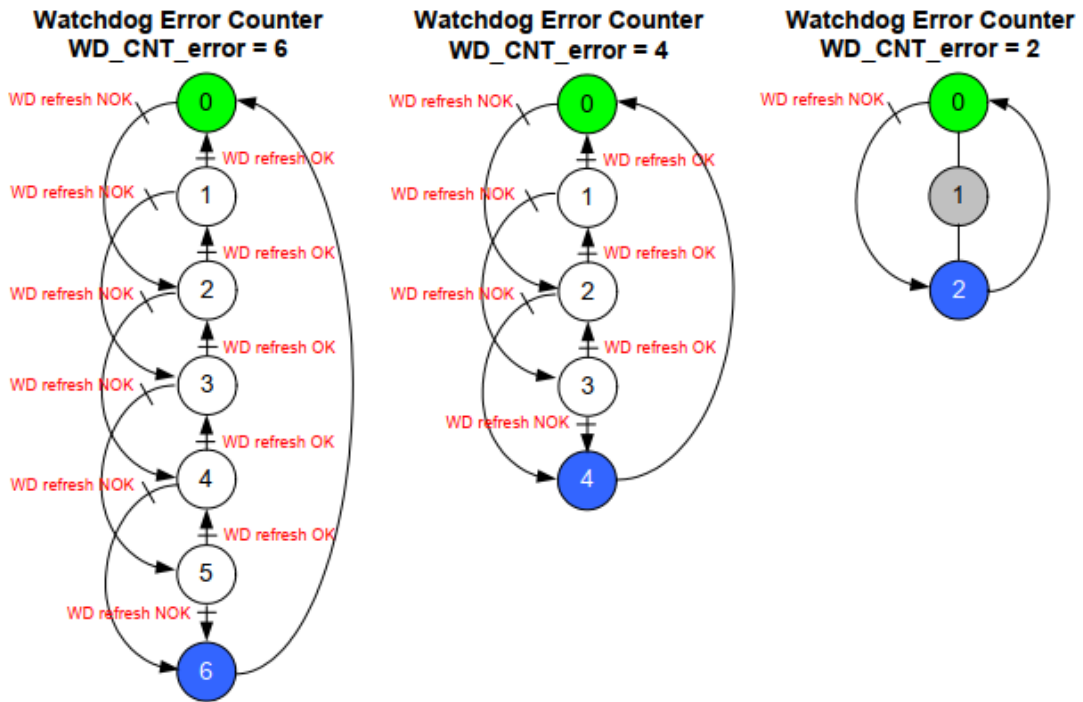 Watchdog Error Counter
WD_CNT_error = 6
WD refresh NOK
0
WD refresh OK
WD refresh NOK
1
WD refresh OK
WD refresh NOK
2
WD refresh OK
WD refresh NOK
3
WD refresh OK
WD refresh NOK
4
WD refresh OK
5
WD refresh NOK
6
Watchdog Error Counter
WD_CNT_error = 4
WD refresh NOK
0
WD refresh OK
WD refresh NOK
1
WD refresh OK
WD refresh NOK
2
WD refresh OK
3
WD refresh NOK
4
Watchdog Error Counter
WD_CNT_error = 2
WD refresh NOK
0
1
2